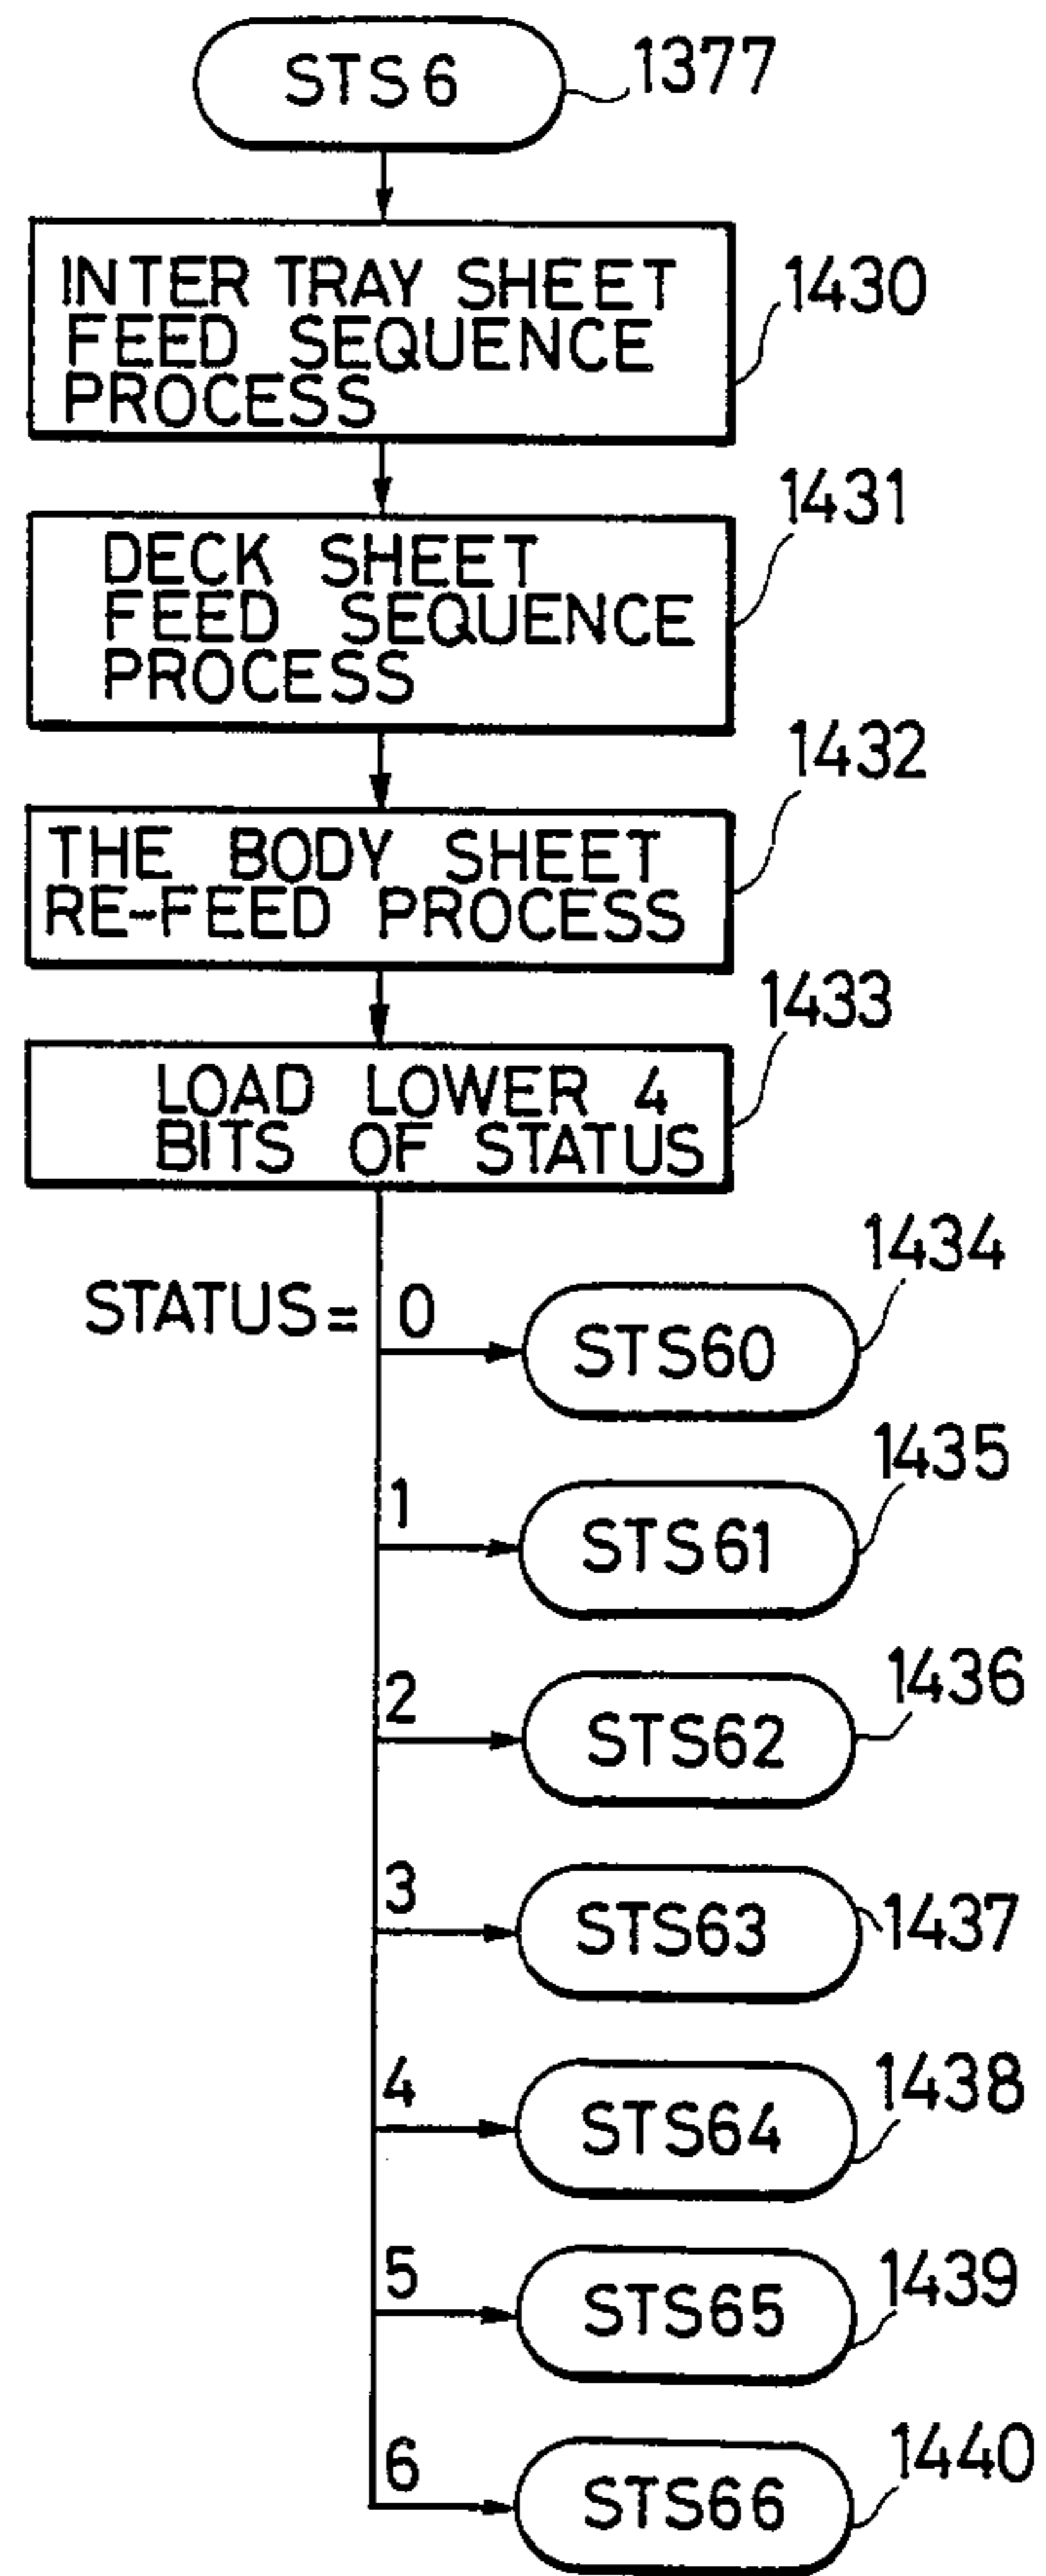 STS6
1377
INTER TRAY SHEET
FEED SEQUENCE
PROCESS
1430
DECK SHEET
FEED SEQUENCE
PROCESS
1431
THE BODY SHEET
RE-FEED PROCESS
1432
LOAD LOWER 4
BITS OF STATUS
1433
STATUS= 0
STS60
1434
1
STS61
1435
2
STS62
1436
3
STS63
1437
4
STS64
1438
5
STS65
1439
6
STS66
1440